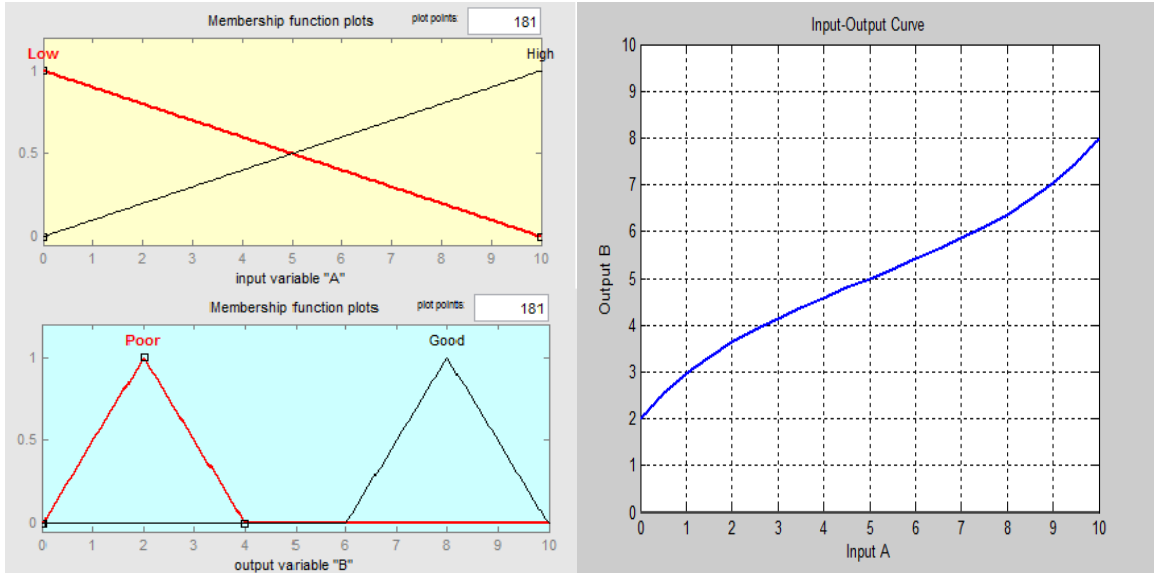 Membership function plots
plot points:
181
Low
High
1
0.5
0
0 1 2 3 4 5 6 7 8 9 10
input variable "A"
Membership function plots
plot points:
181
Poor
Good
1
0.5
0
0 1 2 3 4 5 6 7 8 9 10
output variable "B"
Input-Output Curve
10
9
8
7
6
5
4
3
2
1
0
Output B
0 1 2 3 4 5 6 7 8 9 10
Input A